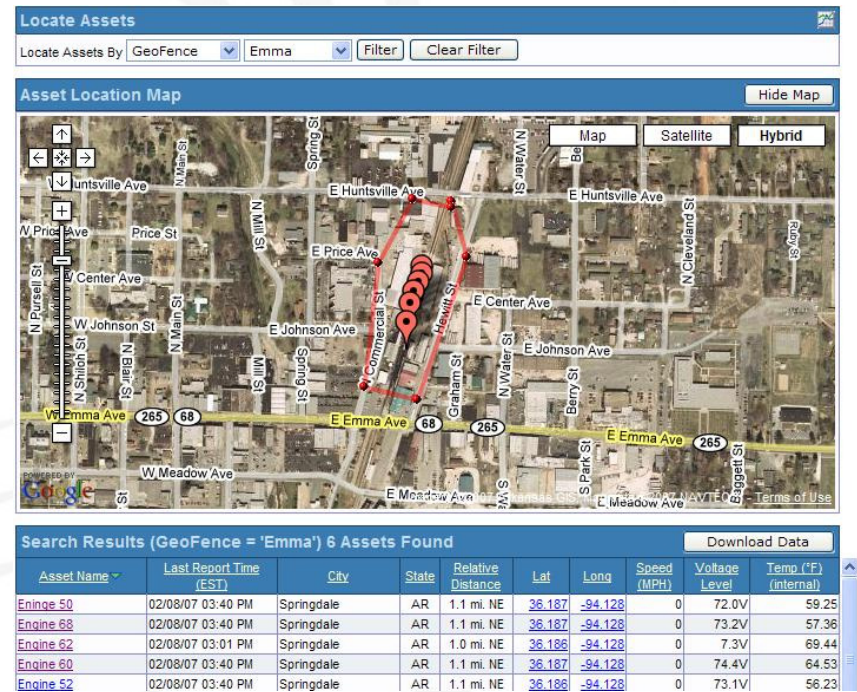 Locate Assets
Locate Assets By GeoFence Emma Filter Clear Filter
Asset Location Map Hide Map
Map Satellite Hybrid
Spring St
N Main St
N Water St
E Huntsville Ave
E Huntsville Ave
N Mill St
N Cleveland St
Ruby St
Price St
E Price Ave
N Pursell St
Center Ave
E Center Ave
W Johnson St
N Main St
E Johnson Ave
Commercial St
Hewitt St
E Johnson Ave
N Shiloh St
N Blair St
Mill St
Spring St
Graham St
N Water St
Berry St
W Emma Ave
265
68
E Emma Ave
68
265
E Emma Ave
265
W Meadow Ave
E Meadow Ave
S Park St
E Meadow Ave
Baggett St
POWERED BY
Google
Terms of Use
Search Results (GeoFence = 'Emma') 6 Assets Found Download Data
Asset Name Last Report Time (EST) City State Relative Distance Lat Long Speed (MPH) Voltage Level Temp (°F) (internal)
Eninge 50 02/08/07 03:40 PM Springdale AR 1.1 mi. NE 36.187 -94.128 0 72.0V 59.25
Engine 68 02/08/07 03:40 PM Springdale AR 1.1 mi. NE 36.187 -94.128 0 73.2V 57.36
Engine 62 02/08/07 03:01 PM Springdale AR 1.0 mi. NE 36.186 -94.128 0 7.3V 69.44
Engine 60 02/08/07 03:40 PM Springdale AR 1.1 mi. NE 36.187 -94.128 0 74.4V 64.53
Engine 52 02/08/07 03:40 PM Springdale AR 1.1 mi. NE 36.186 -94.128 0 73.1V 56.23